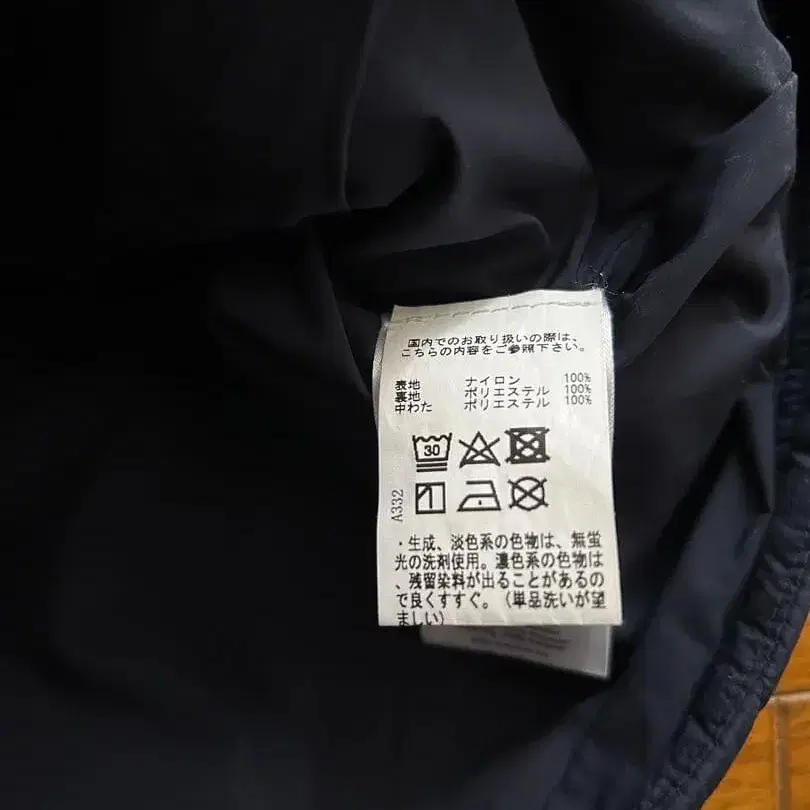 国内でのお取り扱いの際は、
こちらの内容をご参照下さい。
表地 ナイロン 100%
裏地 ポリエステル 100%
中わた ポリエステル 100%
30
A332
・生成、淡色系の色物は、無蛍
光の洗剤使用。濃色系の色物は
、残留染料が出ることがあるの
で良くすすぐ。（単品洗いが望
ましい）